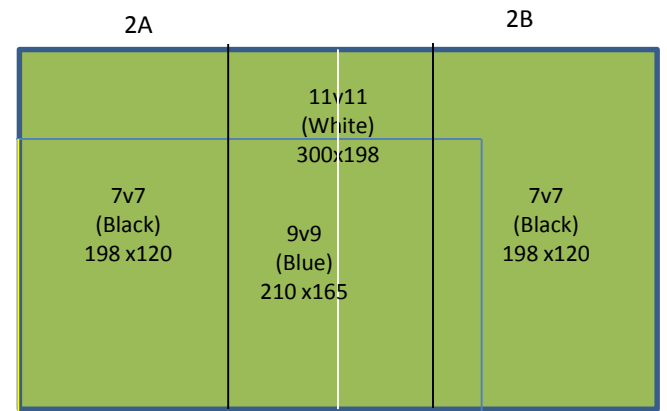 2A
2B
11v11
(White)
300x198
7v7
(Black)
198 x120
9v9
(Blue)
210 x165
7v7
(Black)
198 x120